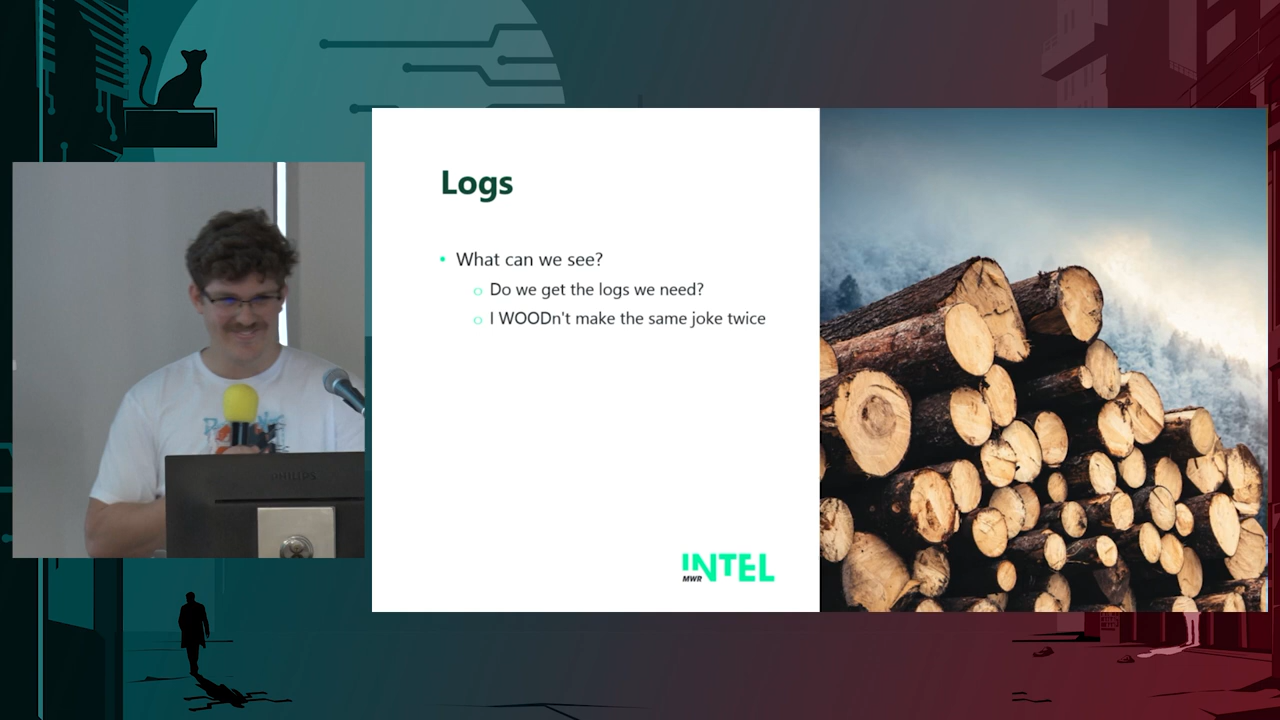 Logs
• What can we see?
o Do we get the logs we need?
o I WOODn't make the same joke twice
INTEL
MWR
PHILIPS